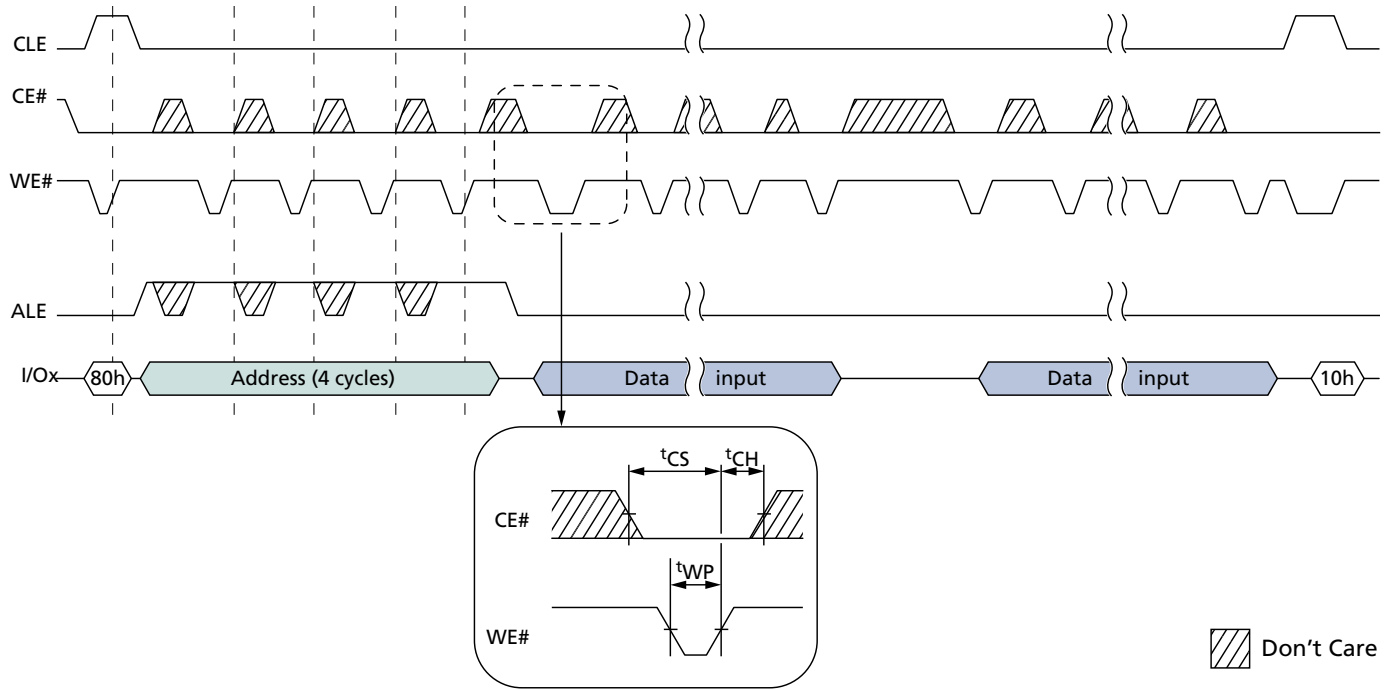 CLE
CE#
WE#
ALE
I/Ox
80h
Address (4 cycles)
Data input
Data input
10h
tCS tCH
CE#
tWP
WE#
Don't Care